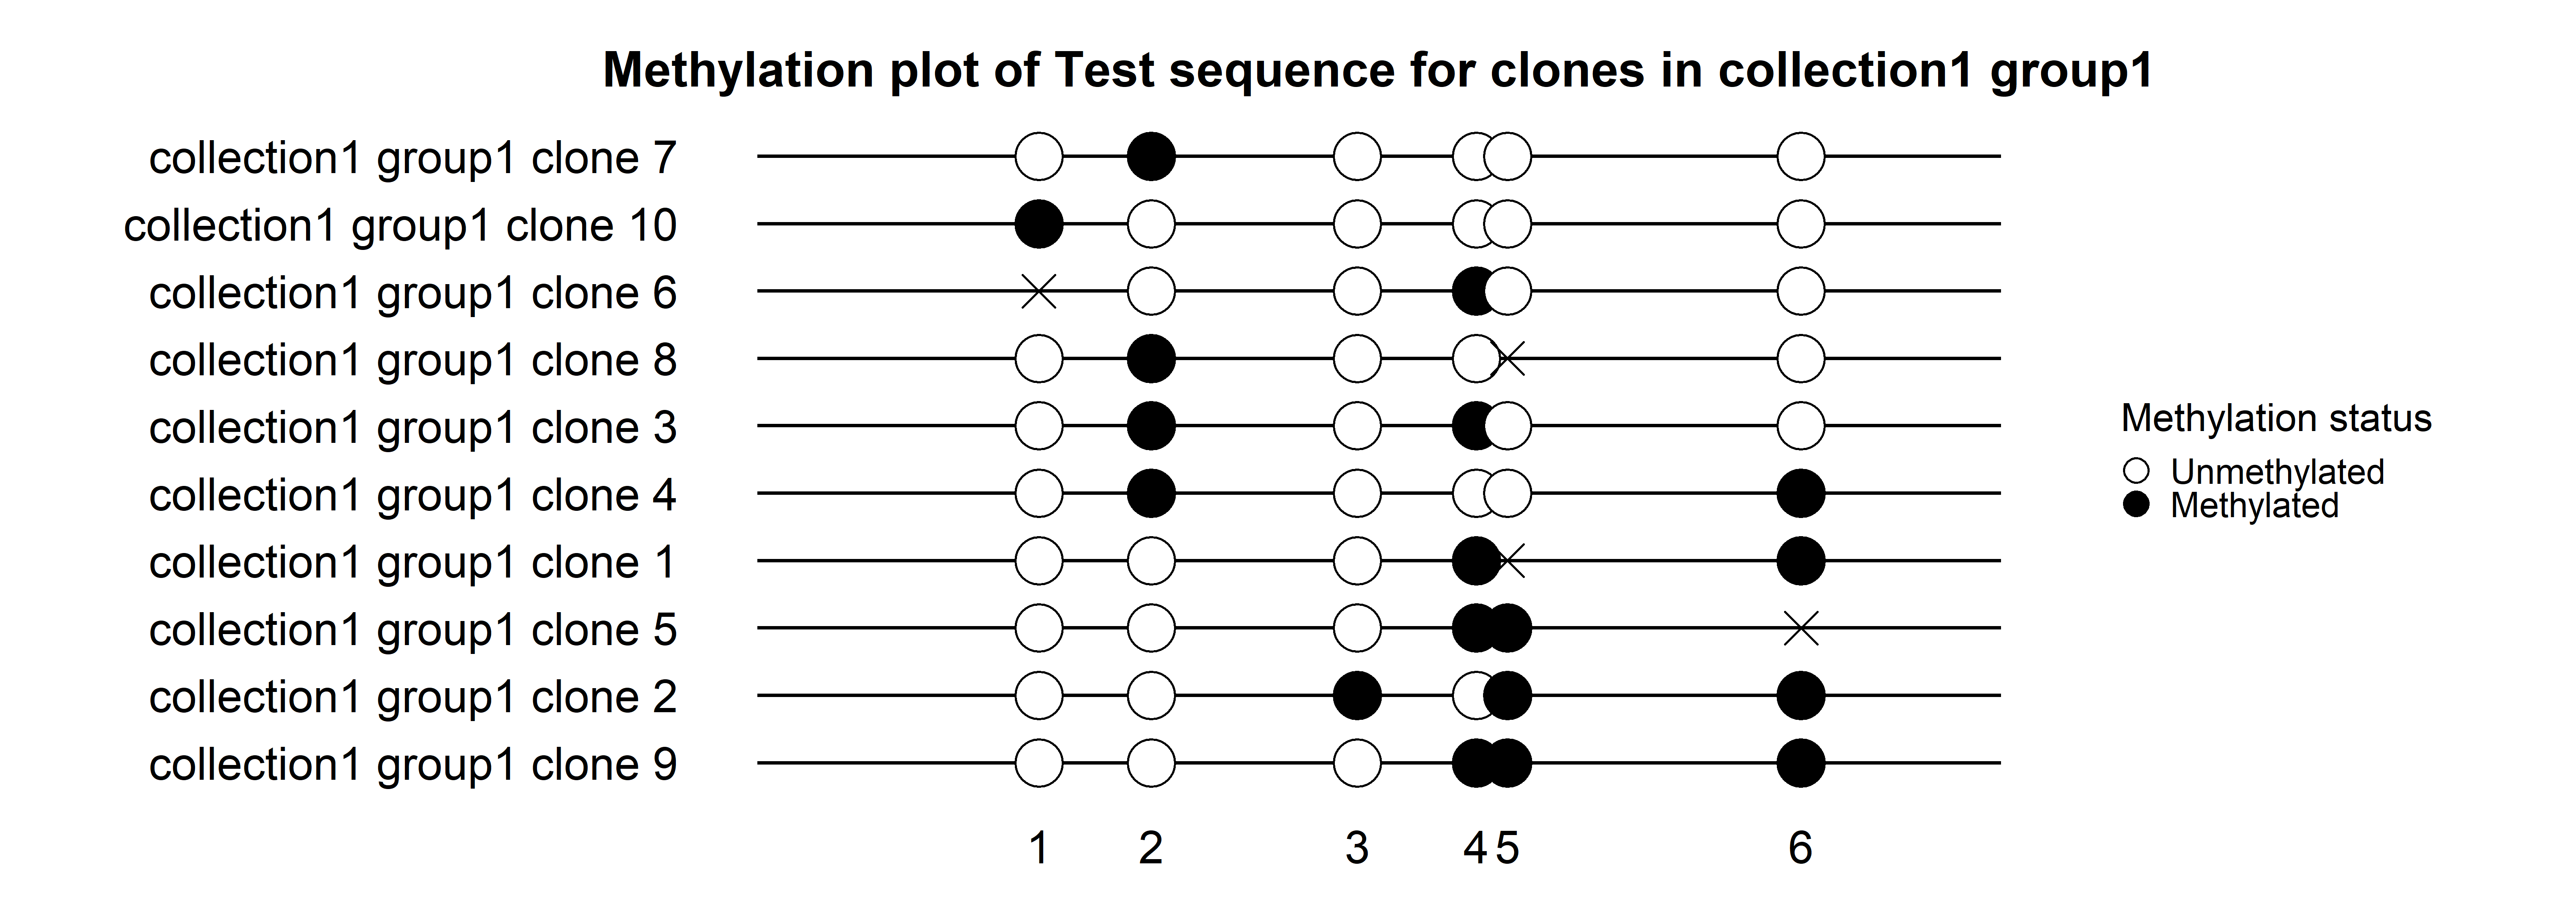 Methylation plot of Test sequence for clones in collection1 group1
collection1 group1 clone 7
collection1 group1 clone 10
collection1 group1 clone 6
collection1 group1 clone 8
collection1 group1 clone 3
collection1 group1 clone 4
collection1 group1 clone 1
collection1 group1 clone 5
collection1 group1 clone 2
collection1 group1 clone 9
1 2 3 4 5 6
Methylation status
Unmethylated
Methylated